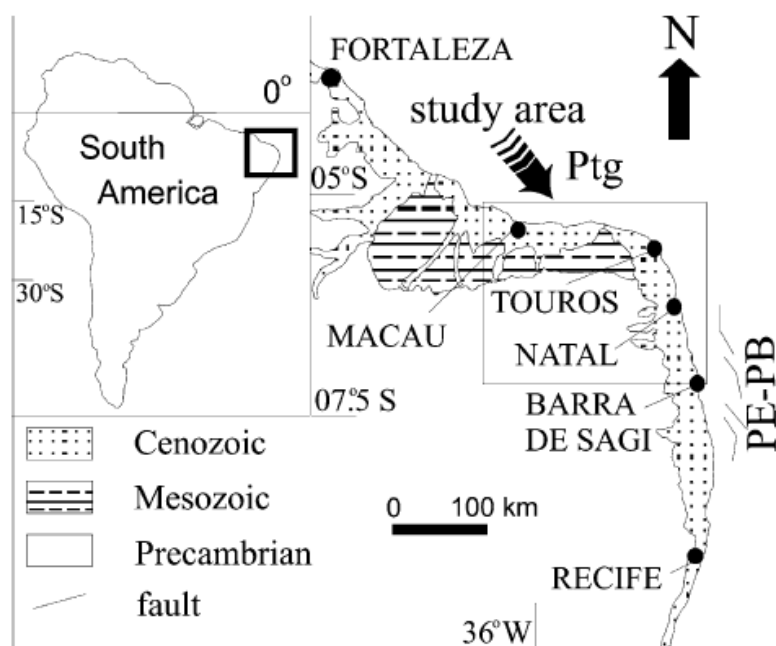 FORTALEZA
N
0°
study area
South
America
Ptg
05°S
15°S
TOUROS
30°S
MACAU
NATAL
07.5 S
BARRA
DE SAGI
PE-PB
Cenozoic
Mesozoic
0 100 km
Precambrian
RECIFE
fault
36°W